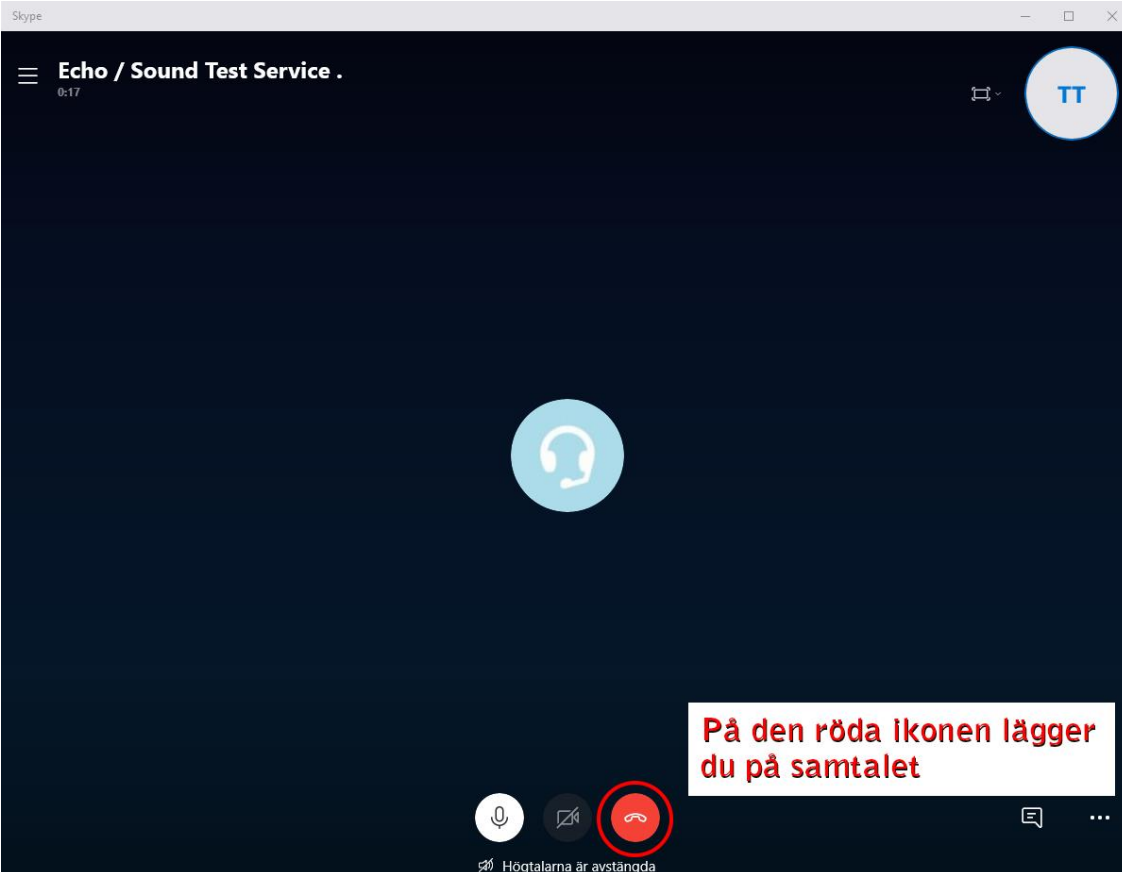 Skype
Echo / Sound Test Service .
0:17
TT
På den röda ikonen lägger
du på samtalet
Högtalarna är avstängda